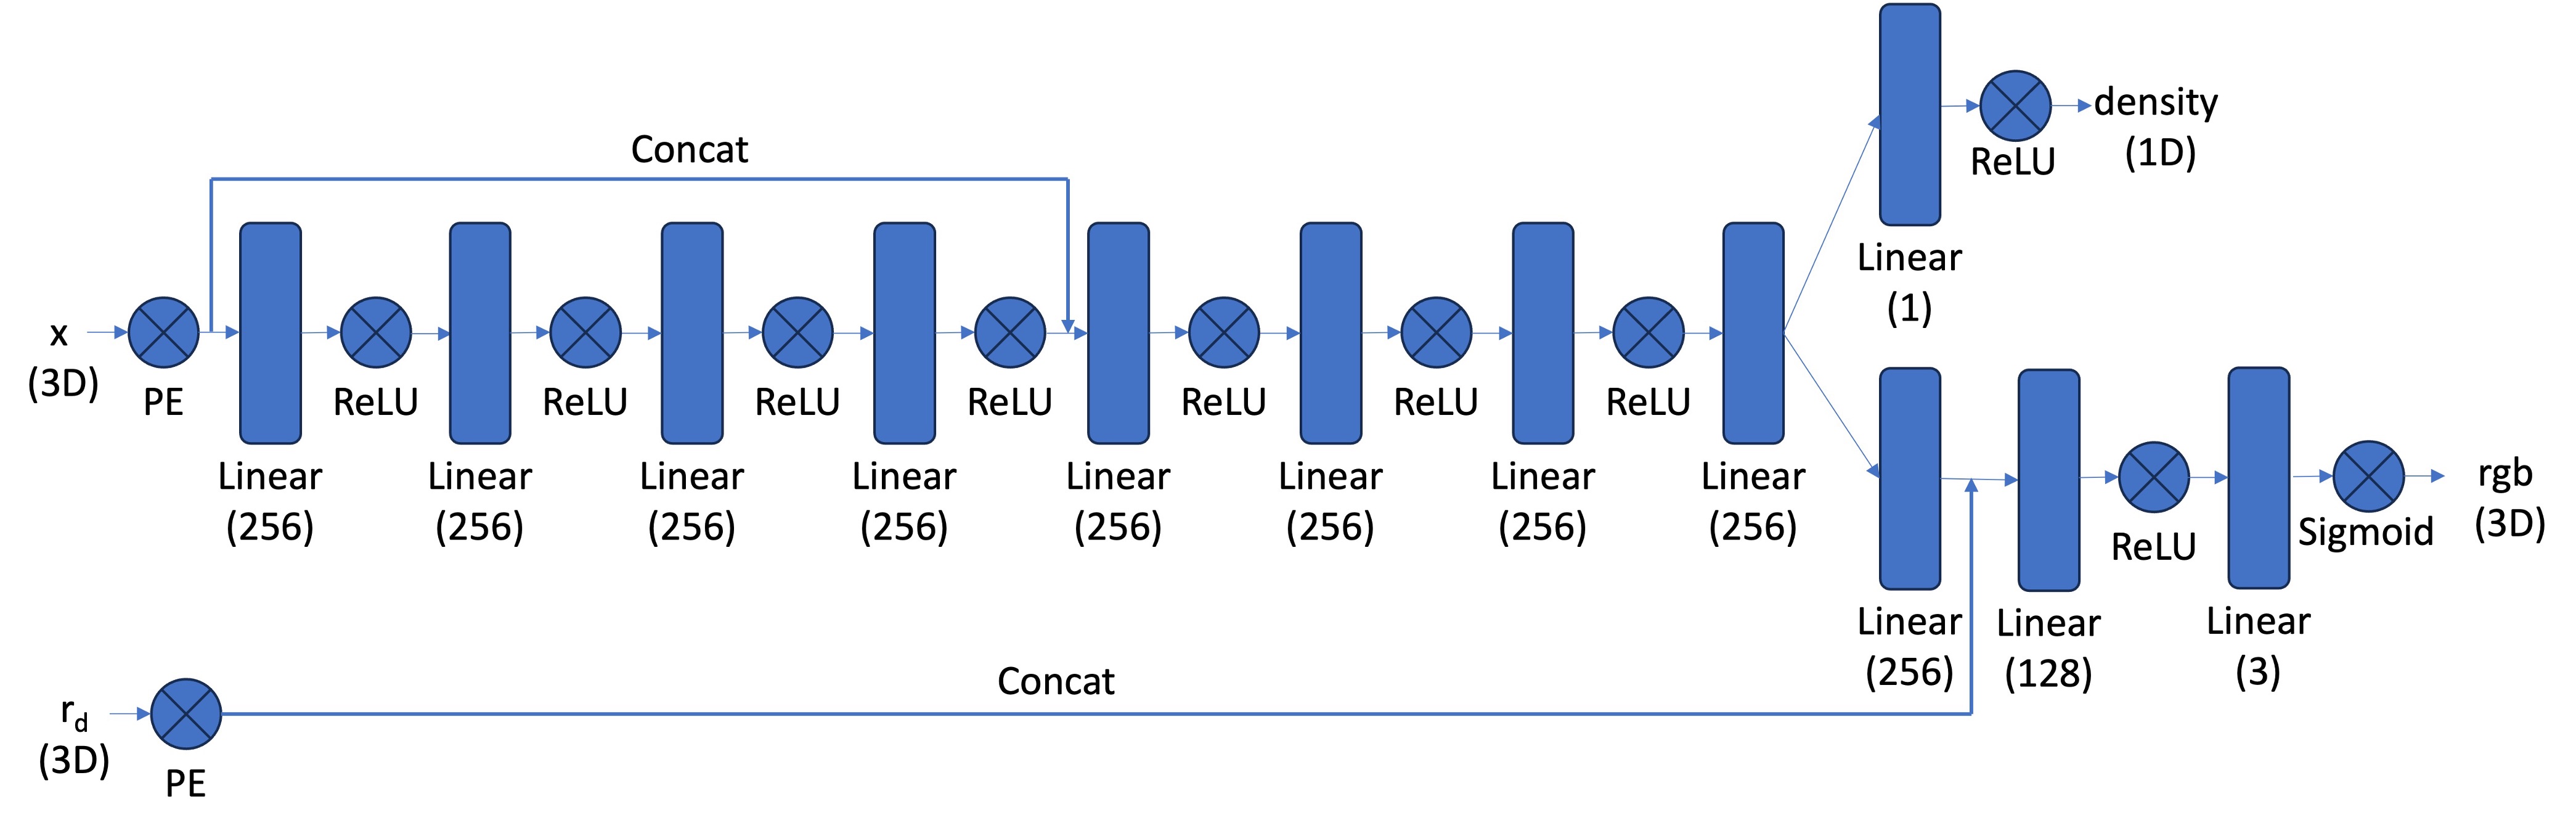 density
(1D)
ReLU
Linear
(1)
Concat
x
(3D)
PE
ReLU
ReLU
ReLU
ReLU
ReLU
ReLU
ReLU
Linear
(256)
Linear
(256)
Linear
(256)
Linear
(256)
Linear
(256)
Linear
(256)
Linear
(256)
Linear
(256)
Linear
(256)
Linear
(128)
ReLU
Linear
(3)
Sigmoid
rgb
(3D)
Concat
rd
(3D)
PE